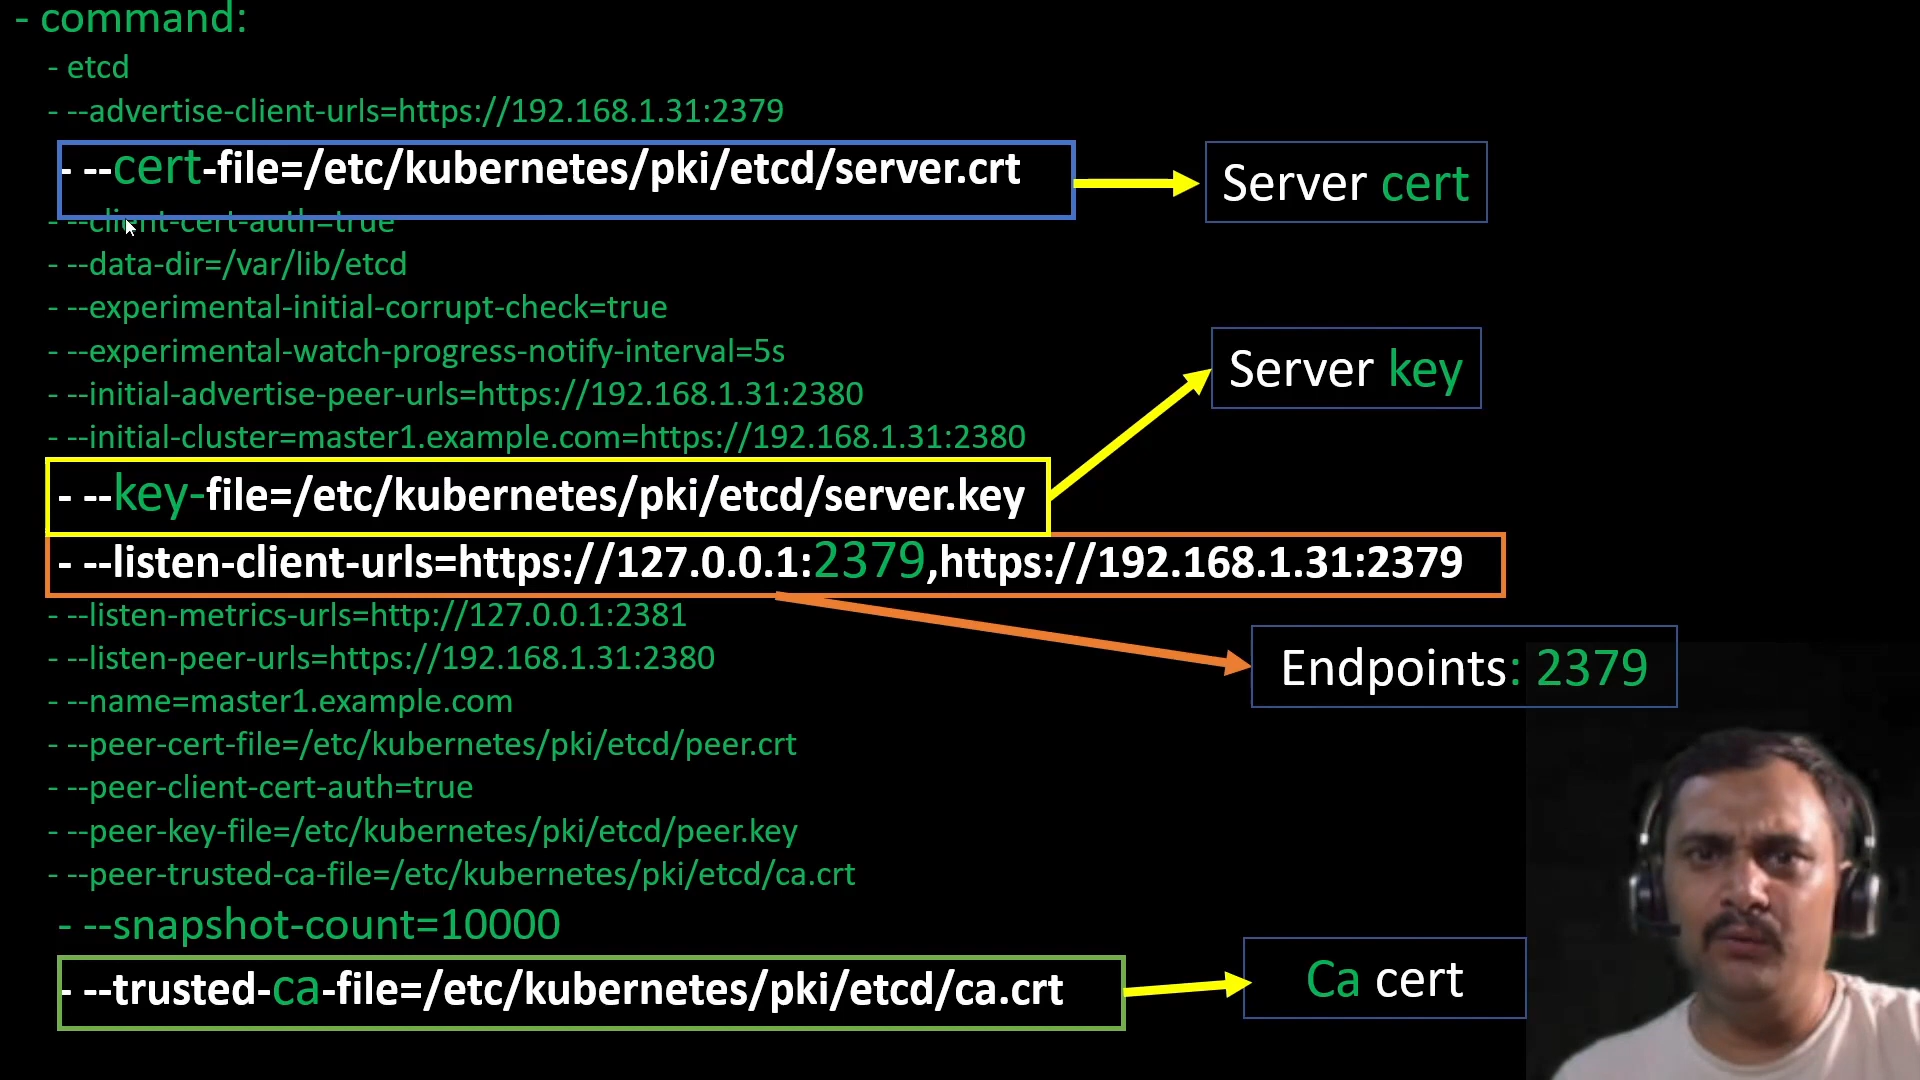 - command:
- etcd
- --advertise-client-urls=https://192.168.1.31:2379
- --cert-file=/etc/kubernetes/pki/etcd/server.crt
Server cert
- --client-cert-auth=true
- --data-dir=/var/lib/etcd
- --experimental-initial-corrupt-check=true
- --experimental-watch-progress-notify-interval=5s
Server key
- --initial-advertise-peer-urls=https://192.168.1.31:2380
- --initial-cluster=master1.example.com=https://192.168.1.31:2380
- --key-file=/etc/kubernetes/pki/etcd/server.key
- --listen-client-urls=https://127.0.0.1:2379,https://192.168.1.31:2379
- --listen-metrics-urls=http://127.0.0.1:2381
- --listen-peer-urls=https://192.168.1.31:2380
Endpoints: 2379
- --name=master1.example.com
- --peer-cert-file=/etc/kubernetes/pki/etcd/peer.crt
- --peer-client-cert-auth=true
- --peer-key-file=/etc/kubernetes/pki/etcd/peer.key
- --peer-trusted-ca-file=/etc/kubernetes/pki/etcd/ca.crt
- --snapshot-count=10000
- --trusted-ca-file=/etc/kubernetes/pki/etcd/ca.crt
Ca cert